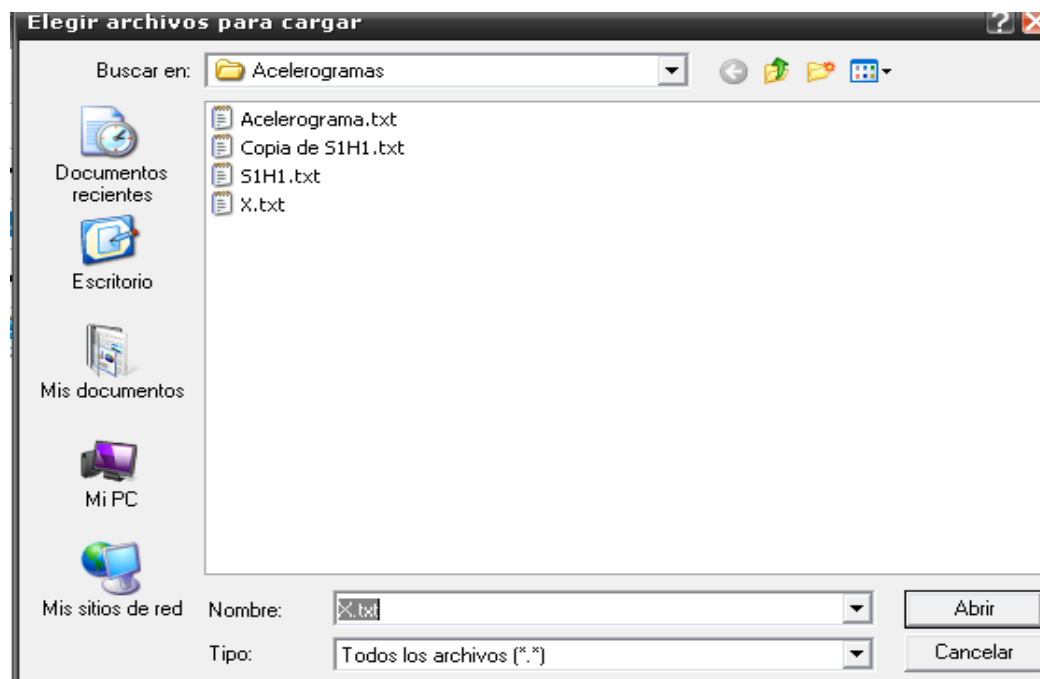 Elegir archivos para cargar
Buscar en: Acelerogramas
Acelerograma.txt
Copia de S1H1.txt
S1H1.txt
X.txt
Documentos
recientes
Escritorio
Mis documentos
Mi PC
Mis sitios de red
Nombre: X.txt Abrir
Tipo: Todos los archivos (*.*) Cancelar